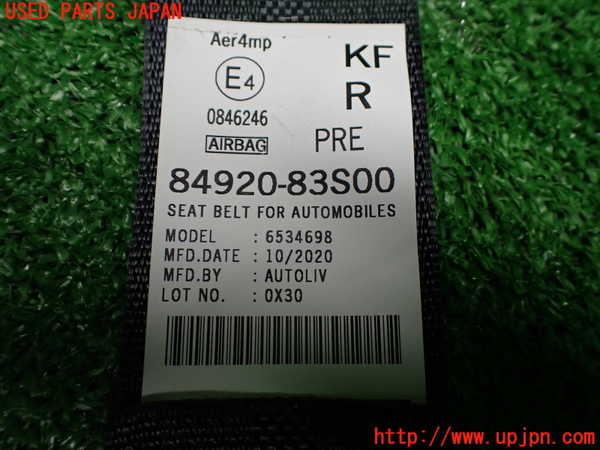 USED PARTS JAPAN
Aer4mp
KF
E4
R
0846246
AIRBAG
PRE
84920-83S00
SEAT BELT FOR AUTOMOBILES
MODEL : 6534698
MFD.DATE : 10/2020
MFD.BY : AUTOLIV
LOT NO. : 0X30
http://www.upjpn.com/